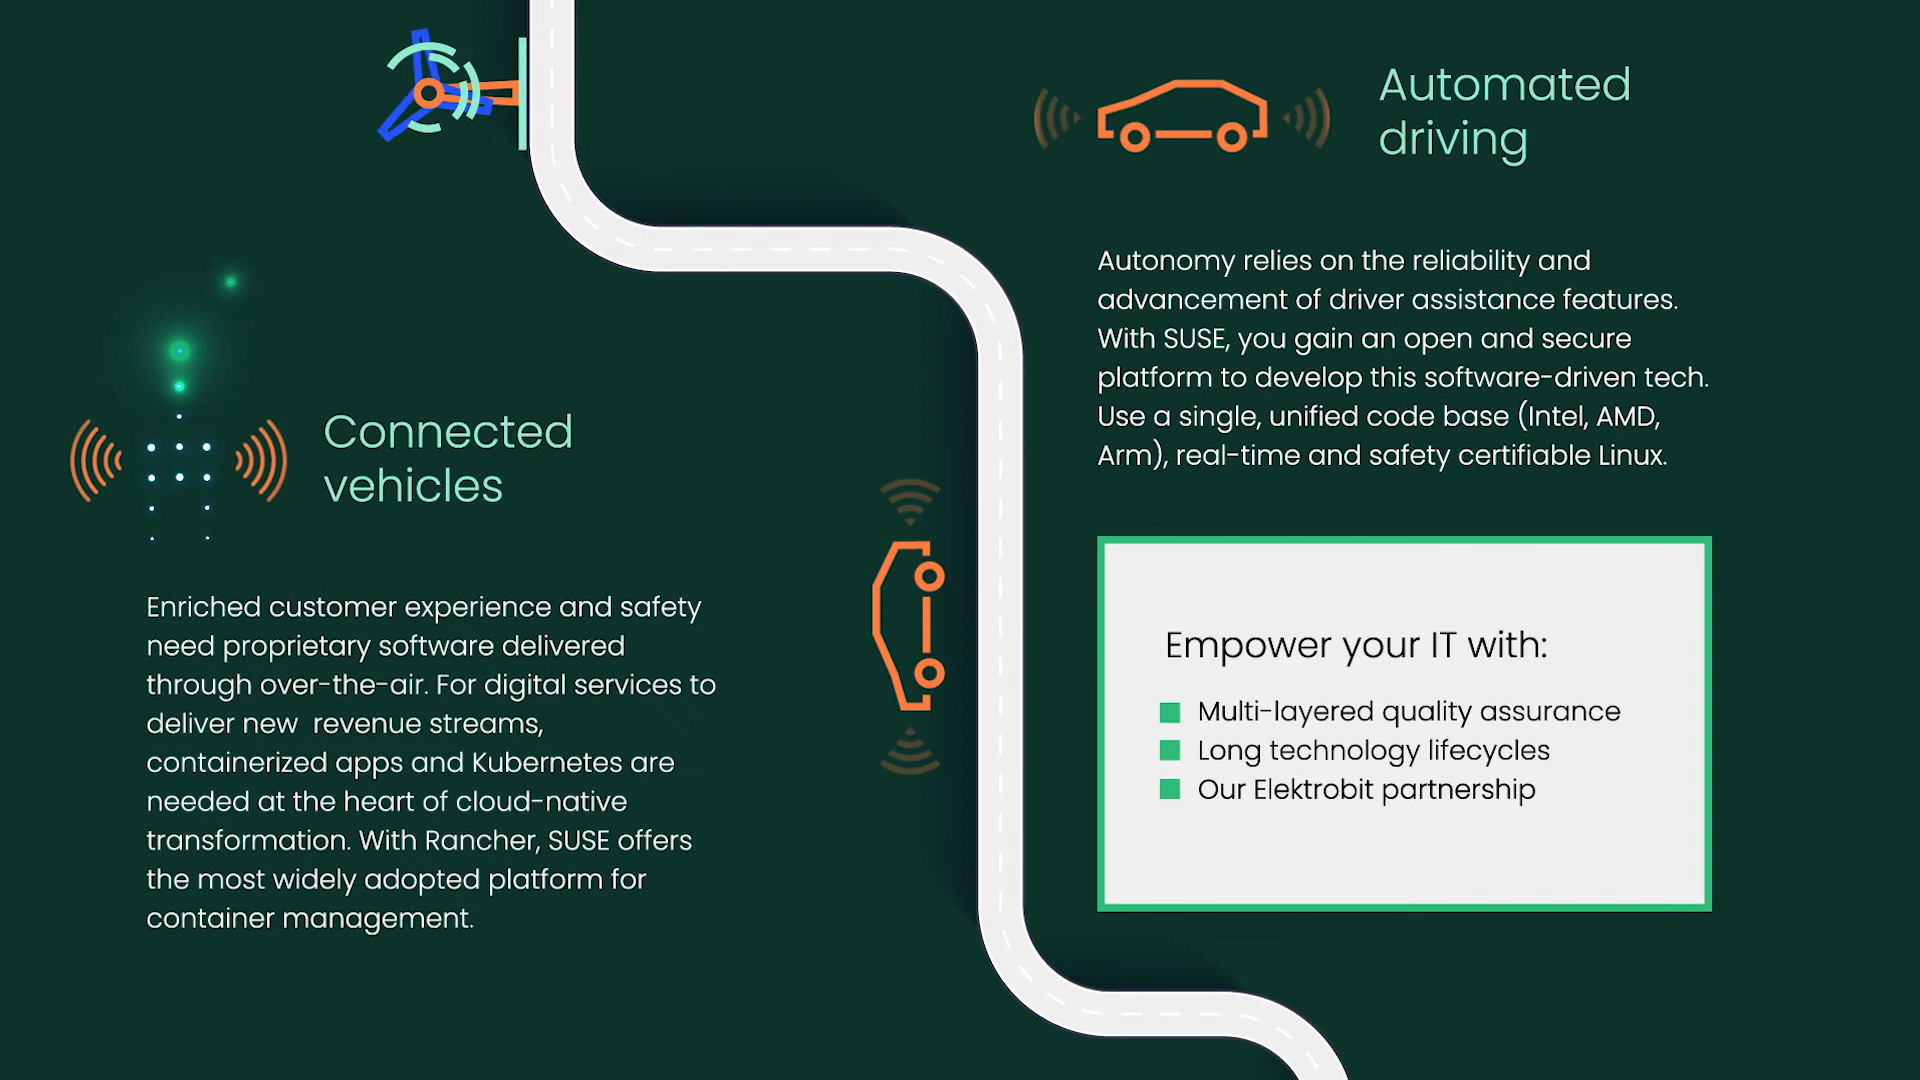 Automated
driving
Autonomy relies on the reliability and
advancement of driver assistance features.
With SUSE, you gain an open and secure
platform to develop this software-driven tech.
Use a single, unified code base (Intel, AMD,
Arm), real-time and safety certifiable Linux.
Connected
vehicles
Enriched customer experience and safety
need proprietary software delivered
through over-the-air. For digital services to
deliver new  revenue streams,
containerized apps and Kubernetes are
needed at the heart of cloud-native
transformation. With Rancher, SUSE offers
the most widely adopted platform for
container management.
Empower your IT with:
Multi-layered quality assurance
Long technology lifecycles
Our Elektrobit partnership